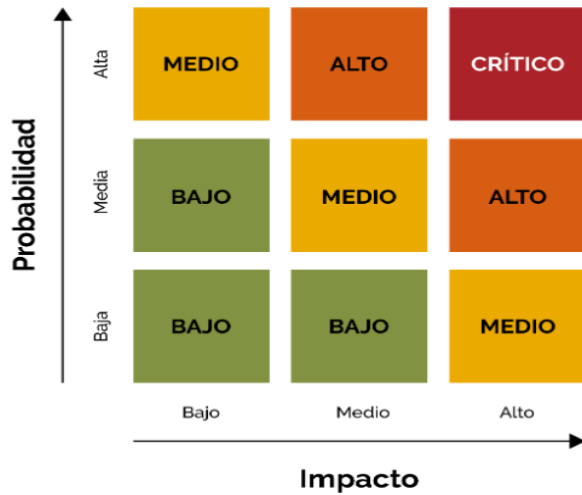 Probabilidad
Alta
MEDIO
ALTO
CRÍTICO
Media
BAJO
MEDIO
ALTO
Baja
BAJO
BAJO
MEDIO
Bajo
Medio
Alto
Impacto